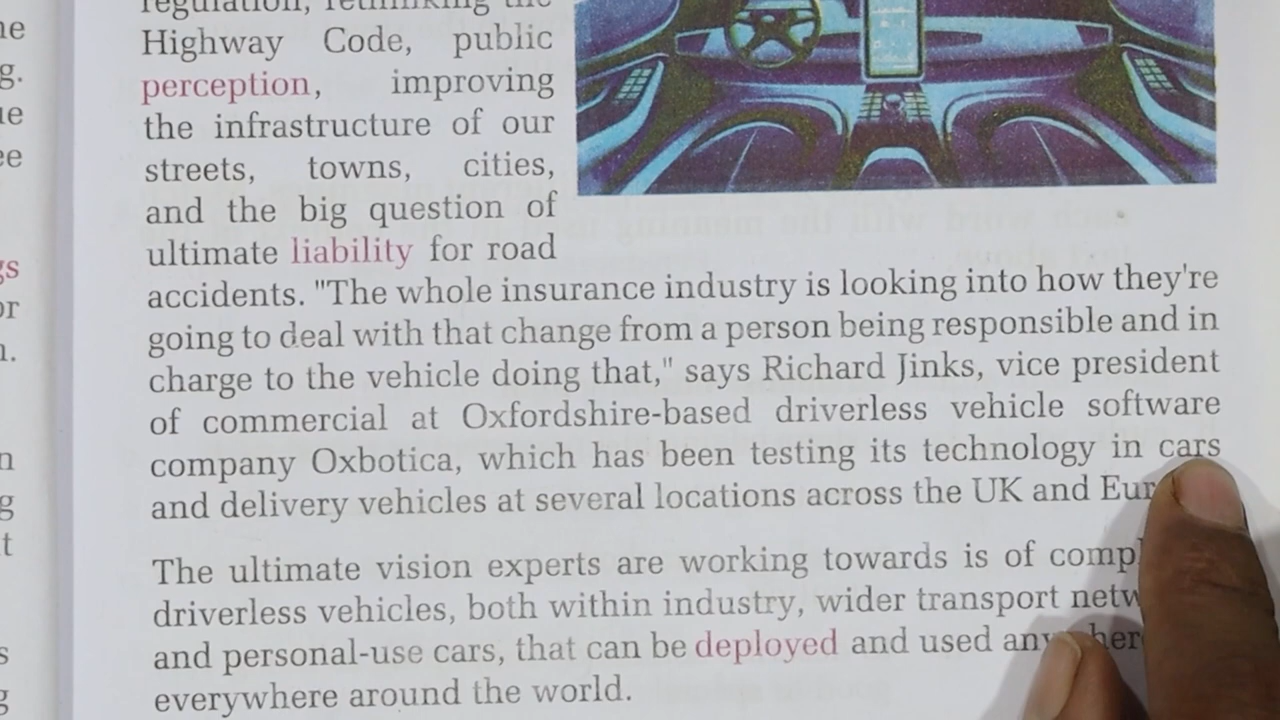 Highway Code, public
perception, improving
the infrastructure of our
streets, towns, cities,
and the big question of
ultimate liability for road
accidents. "The whole insurance industry is looking into how they're
going to deal with that change from a person being responsible and in
charge to the vehicle doing that," says Richard Jinks, vice president
of commercial at Oxfordshire-based driverless vehicle software
company Oxbotica, which has been testing its technology in cars
and delivery vehicles at several locations across the UK and
The ultimate vision experts are working towards is of
driverless vehicles, both within industry, wider transport
and personal-use cars, that can be deployed and used
everywhere around the world.